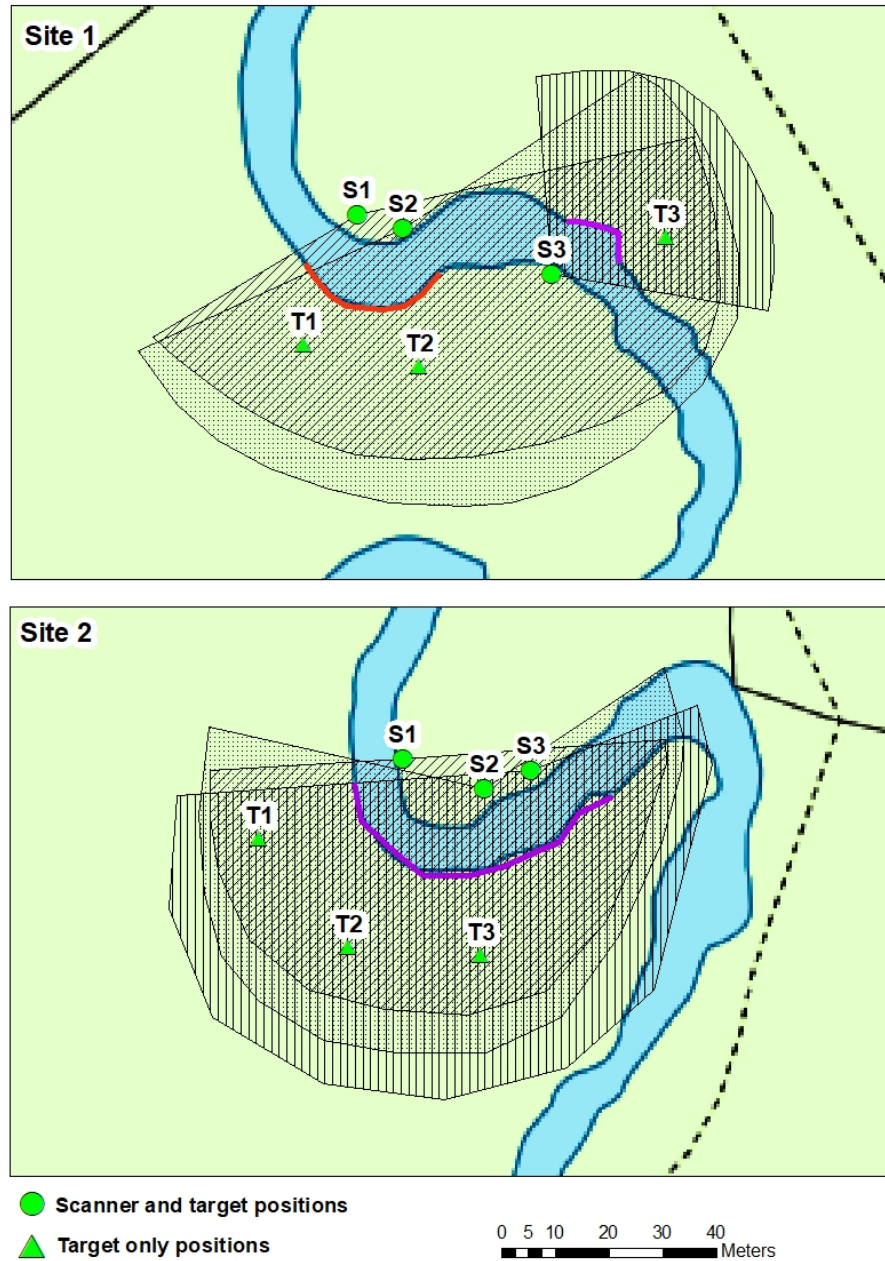 Site 1
S1
S2
T3
S3
T1
T2
Site 2
S1
S3
S2
T1
T2
T3
Scanner and target positions
Target only positions
0 5 10 20 30 40
Meters